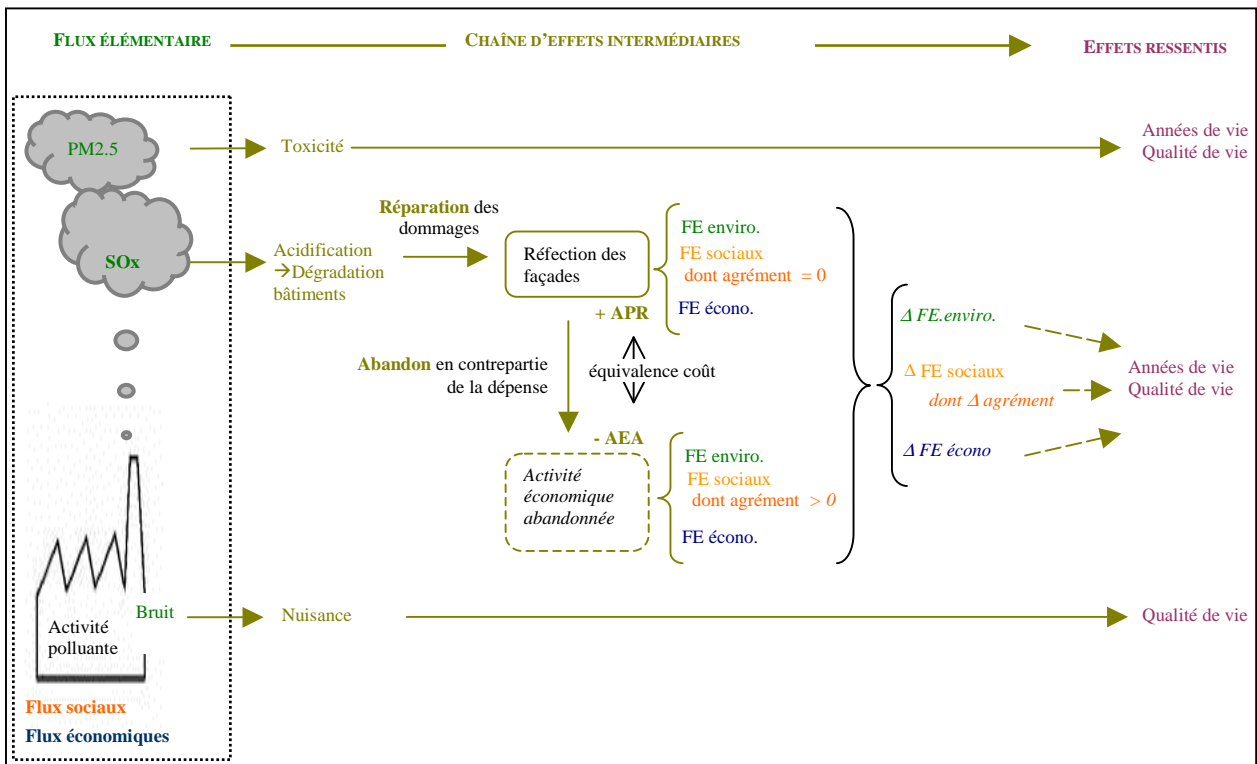 FLUX ÉLÉMENTAIRE
CHAÎNE D'EFFETS INTERMÉDIAIRES
EFFETS RESSENTIS
PM2.5
Toxicité
Années de vie
Qualité de vie
SOx
Acidification
→Dégradation
bâtiments
Réparation des
dommages
Réfection des
façades
+ APR
FE enviro.
FE sociaux
dont agrément = 0
FE écono.
Abandon en contrepartie
de la dépense
équivalence coût
- AEA
Activité
économique
abandonnée
FE enviro.
FE sociaux
dont agrément > 0
FE écono.
Δ FE.enviro.
Δ FE sociaux
dont Δ agrément
Δ FE écono
Années de vie
Qualité de vie
Bruit
Nuisance
Qualité de vie
Activité
polluante
Flux sociaux
Flux économiques